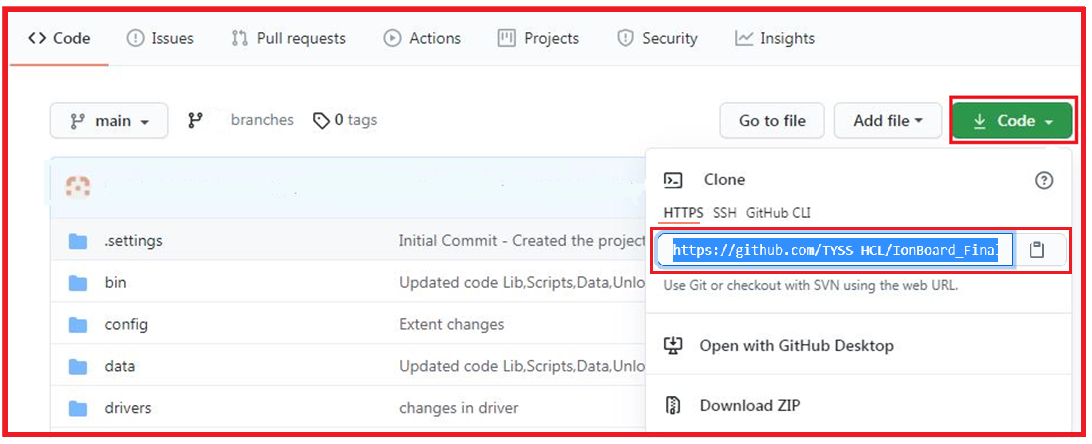 Code Issues Pull requests Actions Projects Security Insights
main branches 0 tags Go to file Add file Code
Clone
HTTPS SSH GitHub CLI
https://github.com/TYSS HCL/IonBoard_Final
Use Git or checkout with SVN using the web URL.
Open with GitHub Desktop
Download ZIP
.settings Initial Commit - Created the project
bin Updated code Lib,Scripts,Data,Unlo
config Extent changes
data Updated code Lib,Scripts,Data,Unlo
drivers changes in driver